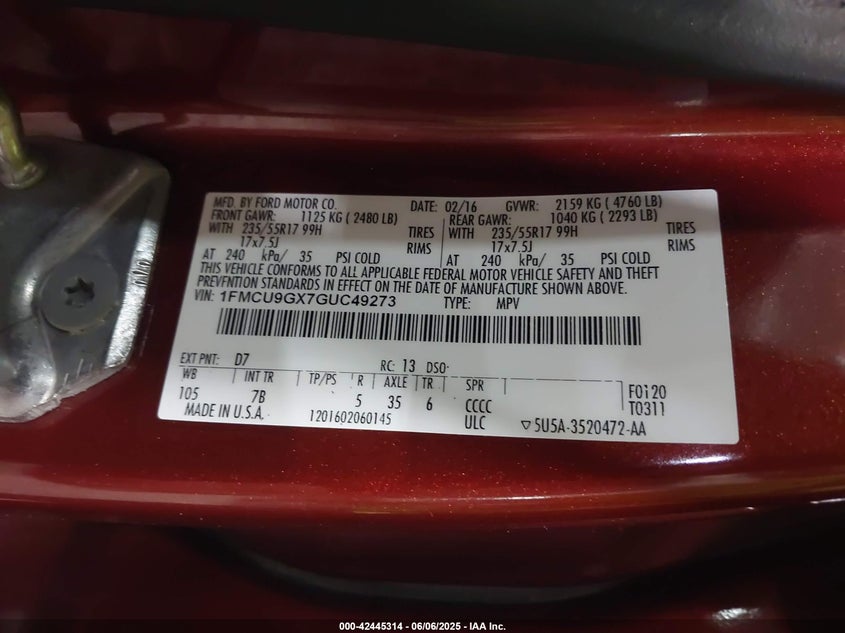 MFD. BY FORD MOTOR CO. DATE: 02/16 GVWR: 2159 KG ( 4760 LB)
FRONT GAWR: 1125 KG ( 2480 LB) REAR GAWR: 1040 KG ( 2293 LB)
WITH 235/55R17 99H TIRES WITH 235/55R17 99H TIRES
17x7.5J RIMS 17x7.5J RIMS
AT 240 kPa/ 35 PSI COLD AT 240 kPa/ 35 PSI COLD
THIS VEHICLE CONFORMS TO ALL APPLICABLE FEDERAL MOTOR VEHICLE SAFETY AND THEFT
PREVENTION STANDARDS IN EFFECT ON THE DATE OF MANUFACTURE SHOWN ABOVE.
VIN: 1FMCU9GX7GUC49273 TYPE: MPV
EXT PNT: D7 RC: 13 DSO:
WB INT TR TP/PS R AXLE TR SPR F0120
105 7B 5 35 6 CCCC T0311
MADE IN U.S.A. 1201602060145 ULC ▽5U5A-3520472-AA
000-42445314 - 06/06/2025 - IAA Inc.